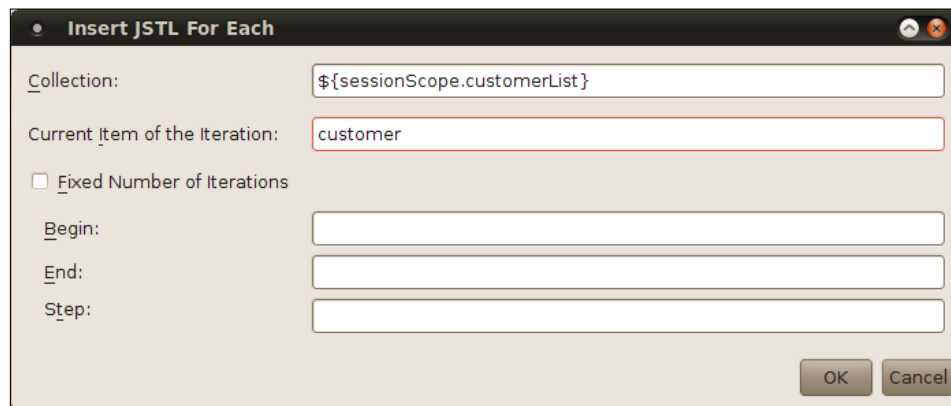 Insert JSTL For Each
Collection: ${sessionScope.customerList}
Current Item of the Iteration: customer
Fixed Number of Iterations
Begin:
End:
Step:
OK Cancel